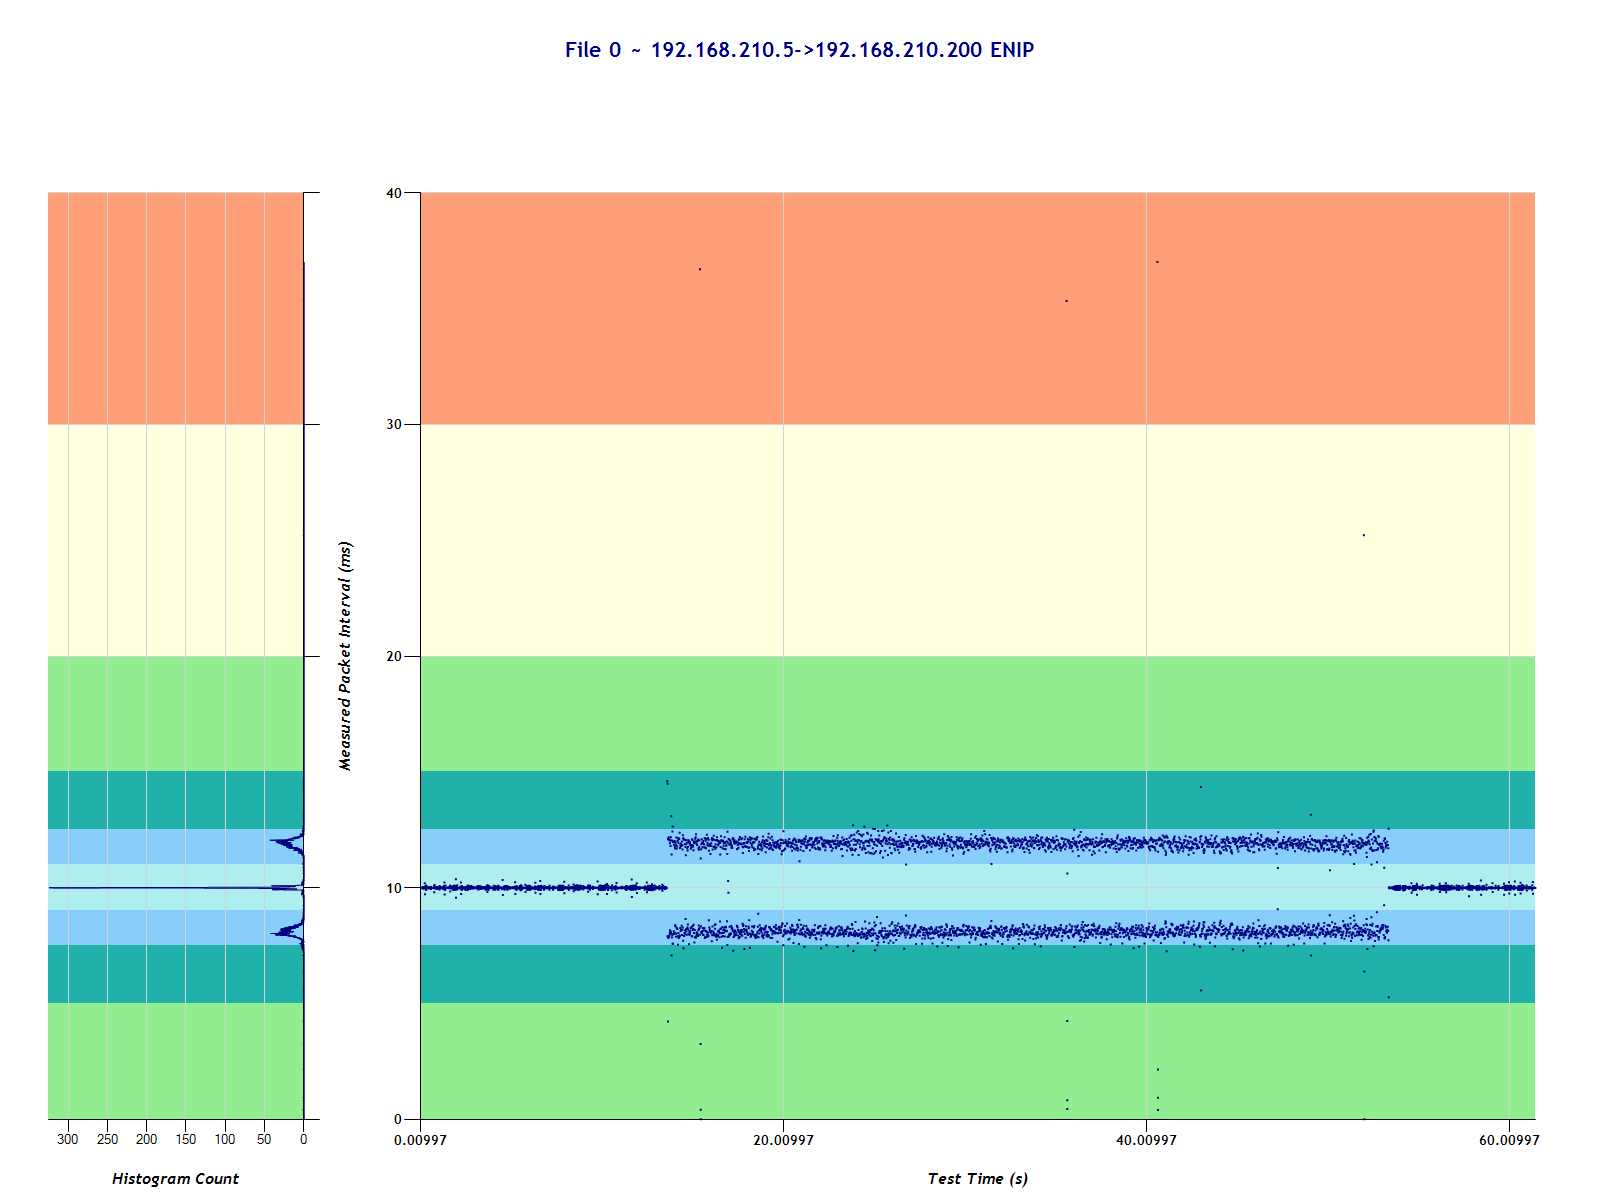 File 0 ~ 192.168.210.5->192.168.210.200 ENIP
40
30
20
10
0
Measured Packet Interval (ms)
300 250 200 150 100 50 0
0.00997 20.00997 40.00997 60.00997
Histogram Count
Test Time (s)